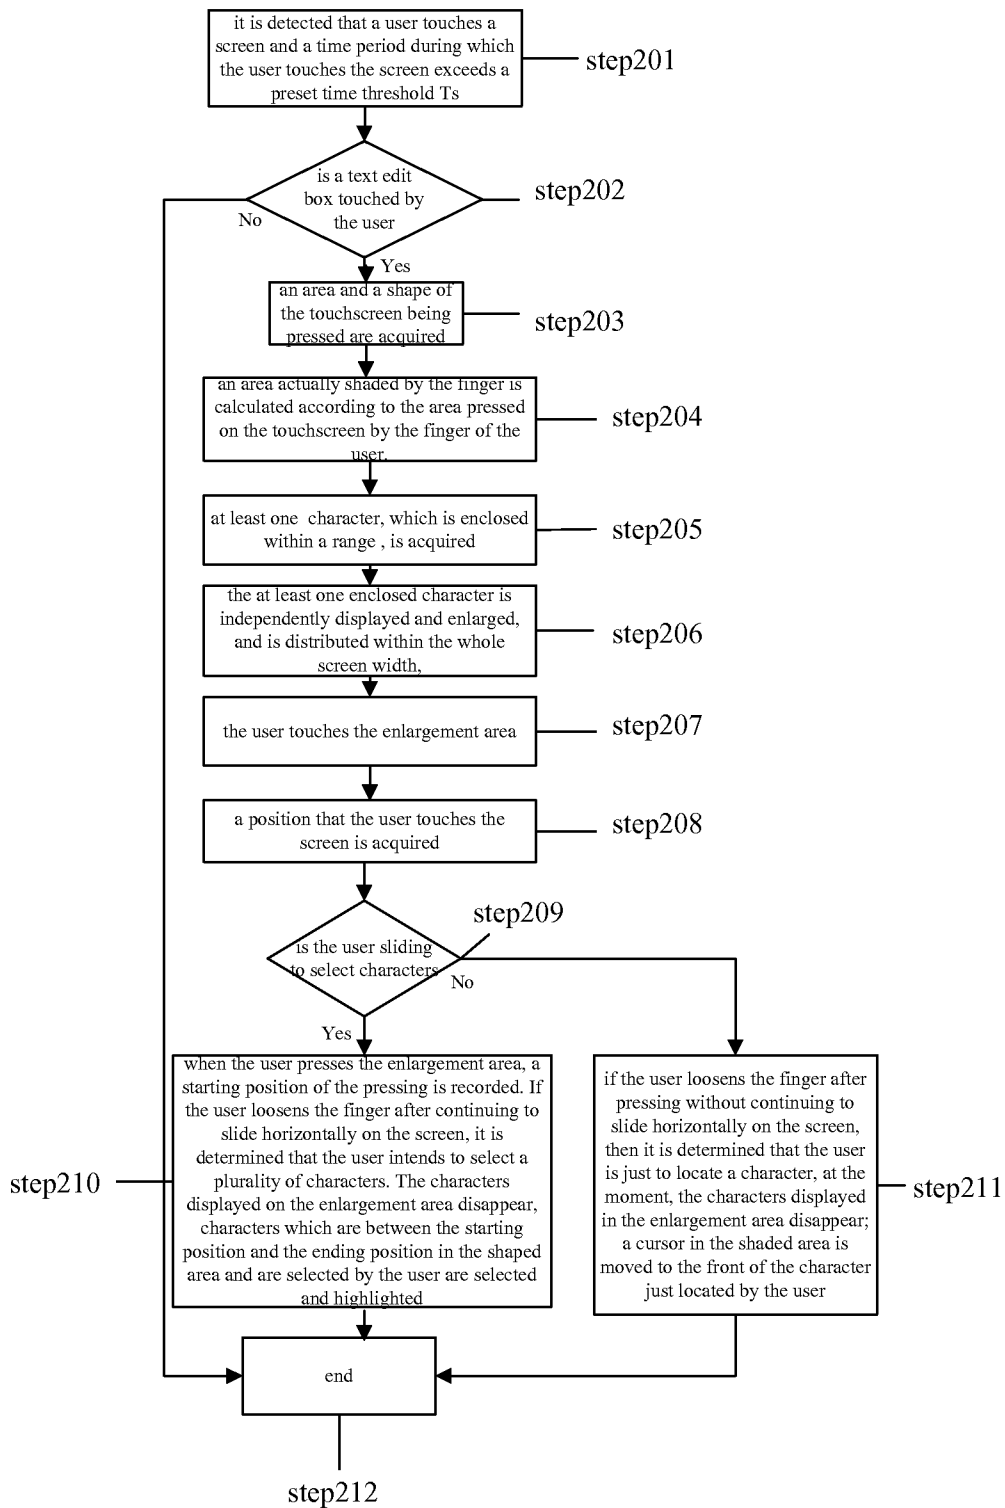 it is detected that a user touches a
screen and a time period during which
the user touches the screen exceeds a
preset time threshold Ts
step201
is a text edit
box touched by
the user
step202
No
Yes
an area and a shape of
the touchscreen being
pressed are acquired
step203
an area actually shaded by the finger is
calculated according to the area pressed
on the touchscreen by the finger of the
user.
step204
at least one character, which is enclosed
within a range , is acquired
step205
the at least one enclosed character is
independently displayed and enlarged,
and is distributed within the whole
screen width,
step206
the user touches the enlargement area
step207
a position that the user touches the
screen is acquired
step208
step209
is the user sliding
to select characters
No
Yes
when the user presses the enlargement area, a
starting position of the pressing is recorded. If
the user loosens the finger after continuing to
slide horizontally on the screen, it is
determined that the user intends to select a
plurality of characters. The characters
displayed on the enlargement area disappear,
characters which are between the starting
position and the ending position in the shaped
area and are selected by the user are selected
and highlighted
step210
if the user loosens the finger after
pressing without continuing to
slide horizontally on the screen,
then it is determined that the user
is just to locate a character, at the
moment, the characters displayed
in the enlargement area disappear;
a cursor in the shaded area is
moved to the front of the character
just located by the user
step211
end
step212